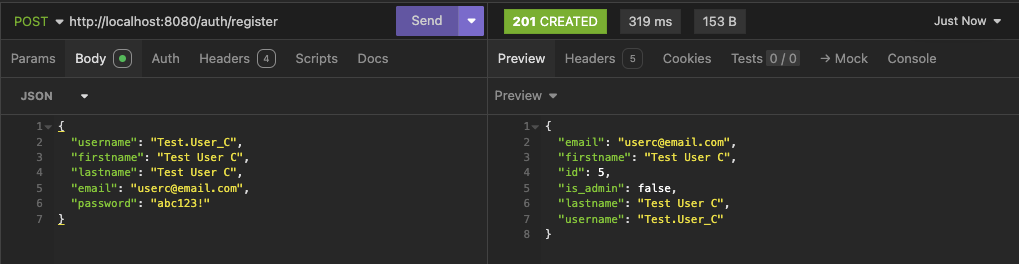 POST http://localhost:8080/auth/register Send
Params Body Auth Headers 4 Scripts Docs
JSON
1 {
2 "username": "Test.User_C",
3 "firstname": "Test User C",
4 "lastname": "Test User C",
5 "email": "userc@email.com",
6 "password": "abc123!"
7 }
201 CREATED 319 ms 153 B Just Now
Preview Headers 5 Cookies Tests 0 / 0 → Mock Console
Preview
1 {
2 "email": "userc@email.com",
3 "firstname": "Test User C",
4 "id": 5,
5 "is_admin": false,
6 "lastname": "Test User C",
7 "username": "Test.User_C"
8 }